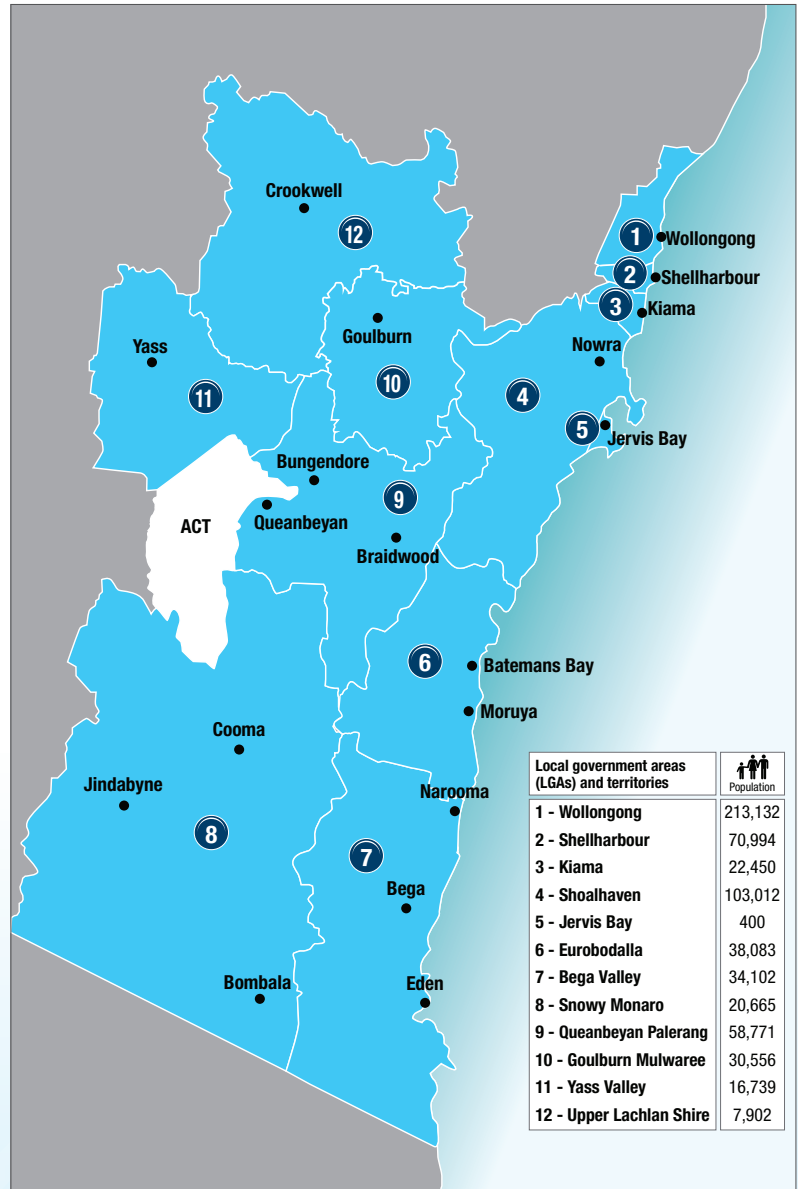 Crookwell
12
1
Wollongong
2
Shellharbour
3
Kiama
Goulburn
Yass
Nowra
10
11
4
5
Jervis Bay
Bungendore
9
ACT
Queanbeyan
Braidwood
6
Batemans Bay
Moruya
Cooma
Jindabyne
Narooma
8
7
Bega
Bombala
Eden
Local government areas
(LGAs) and territories
Population
1 - Wollongong 213,132
2 - Shellharbour 70,994
3 - Kiama 22,450
4 - Shoalhaven 103,012
5 - Jervis Bay 400
6 - Eurobodalla 38,083
7 - Bega Valley 34,102
8 - Snowy Monaro 20,665
9 - Queanbeyan Palerang 58,771
10 - Goulburn Mulwaree 30,556
11 - Yass Valley 16,739
12 - Upper Lachlan Shire 7,902